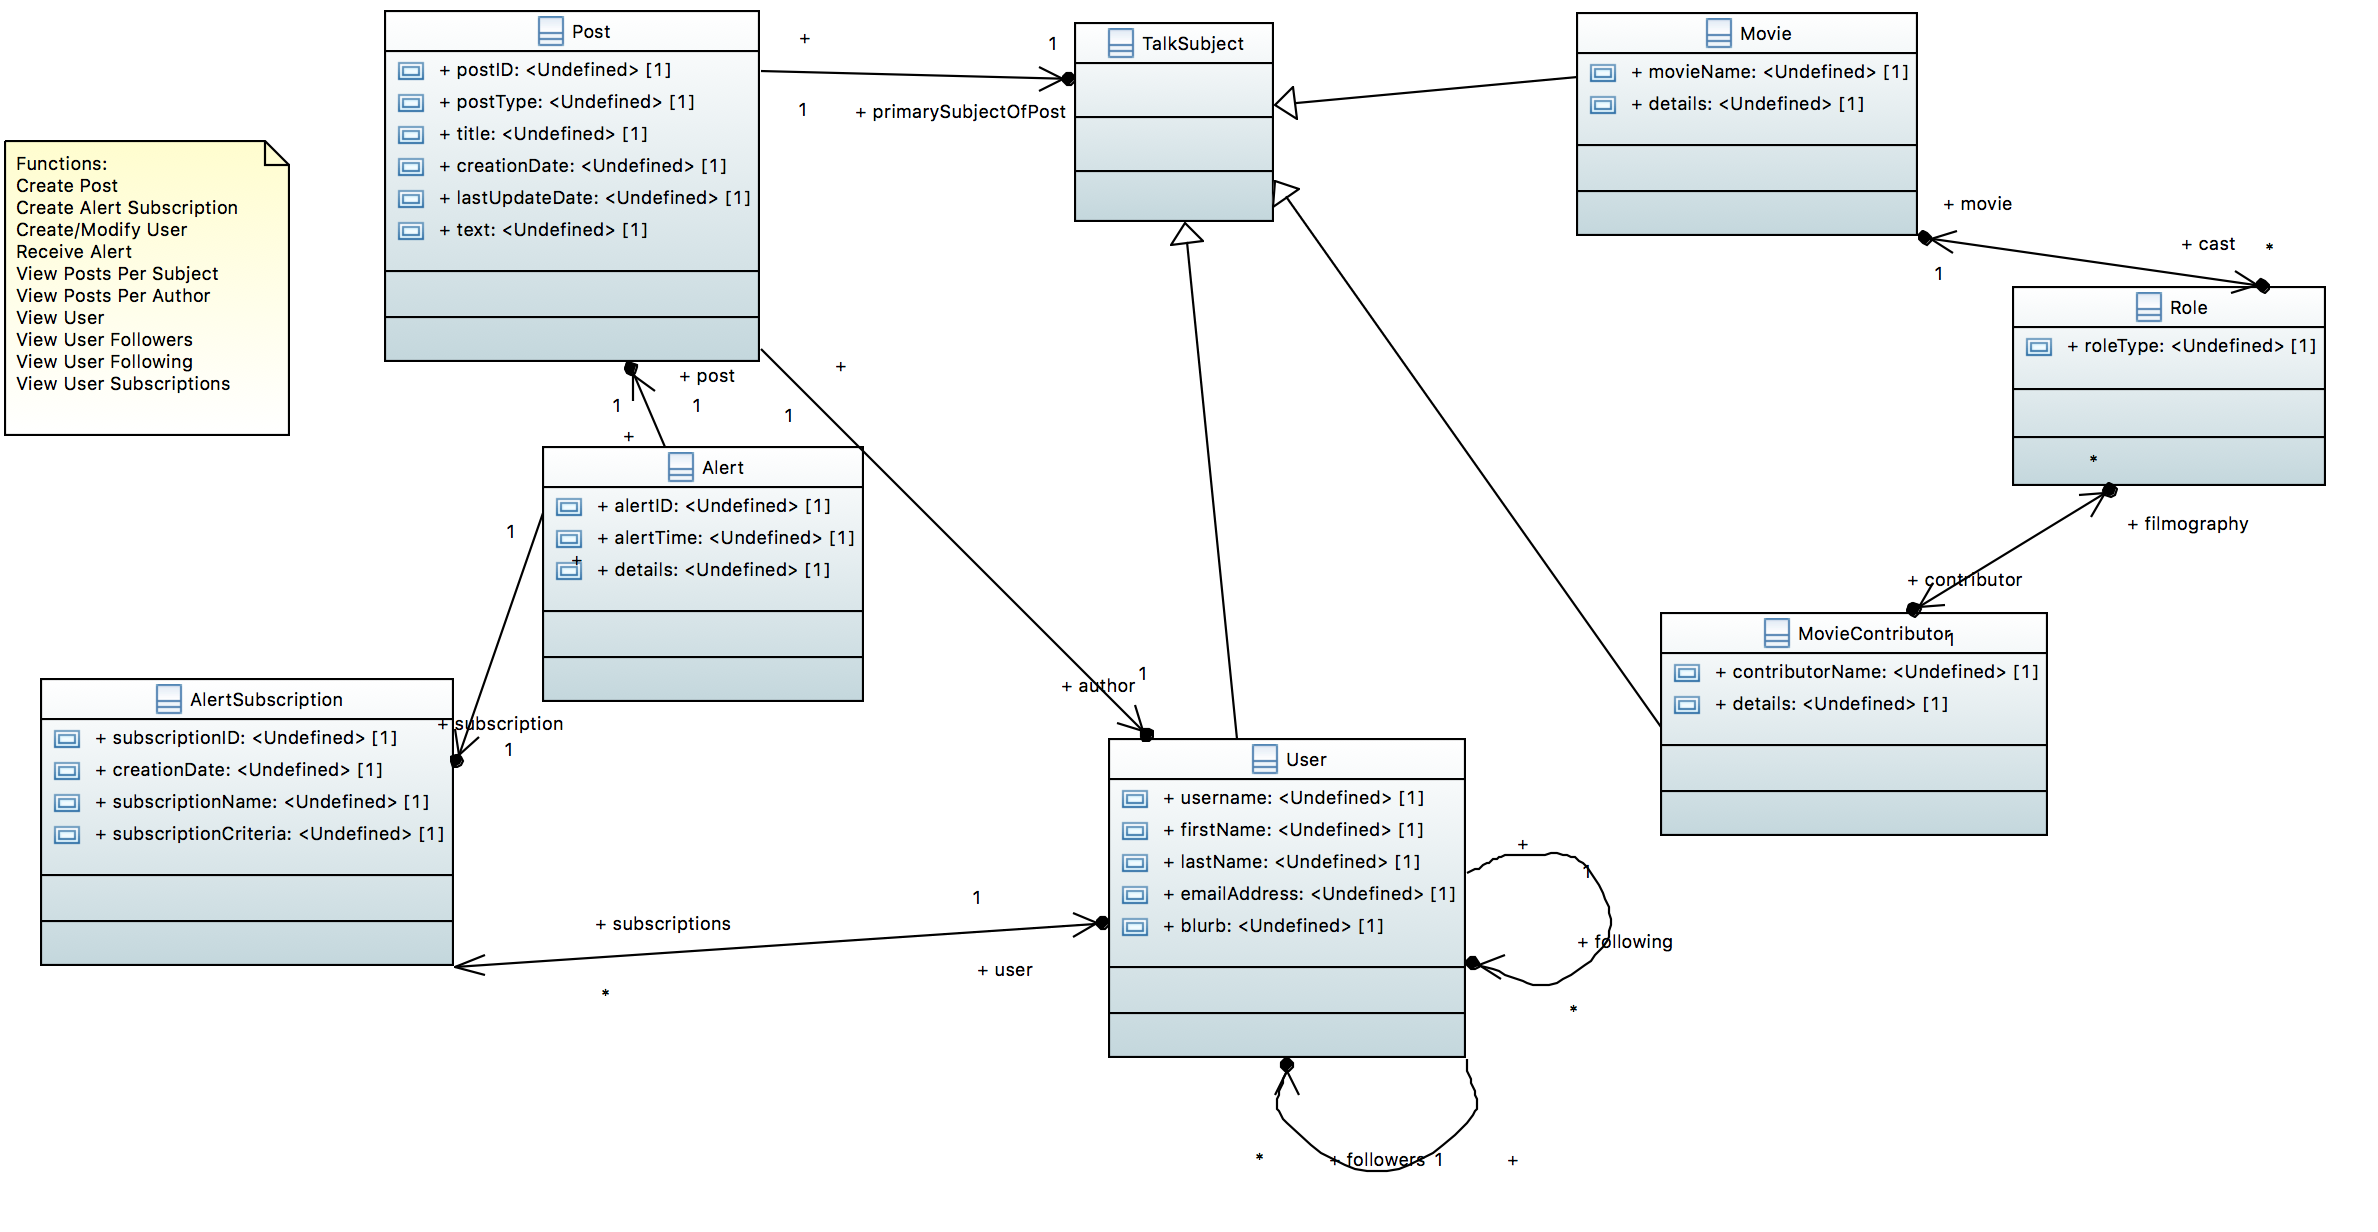 Functions:
Create Post
Create Alert Subscription
Create/Modify User
Receive Alert
View Posts Per Subject
View Posts Per Author
View User
View User Followers
View User Following
View User Subscriptions
Post
+ postID: <Undefined> [1]
+ postType: <Undefined> [1]
+ title: <Undefined> [1]
+ creationDate: <Undefined> [1]
+ lastUpdateDate: <Undefined> [1]
+ text: <Undefined> [1]
+
1
1
+ primarySubjectOfPost
TalkSubject
Movie
+ movieName: <Undefined> [1]
+ details: <Undefined> [1]
+ movie
1
+ cast
*
Role
+ roleType: <Undefined> [1]
*
+ filmography
+ contributor
1
MovieContributor
+ contributorName: <Undefined> [1]
+ details: <Undefined> [1]
+ post
1
1
+
+
1
Alert
+ alertID: <Undefined> [1]
+ alertTime: <Undefined> [1]
+
+ details: <Undefined> [1]
1
+ subscription
1
+ author
1
AlertSubscription
+ subscriptionID: <Undefined> [1]
+ creationDate: <Undefined> [1]
+ subscriptionName: <Undefined> [1]
+ subscriptionCriteria: <Undefined> [1]
+ subscriptions
*
1
+ user
User
+ username: <Undefined> [1]
+ firstName: <Undefined> [1]
+ lastName: <Undefined> [1]
+ emailAddress: <Undefined> [1]
+ blurb: <Undefined> [1]
+
1
+ following
*
*
+ followers
1
+